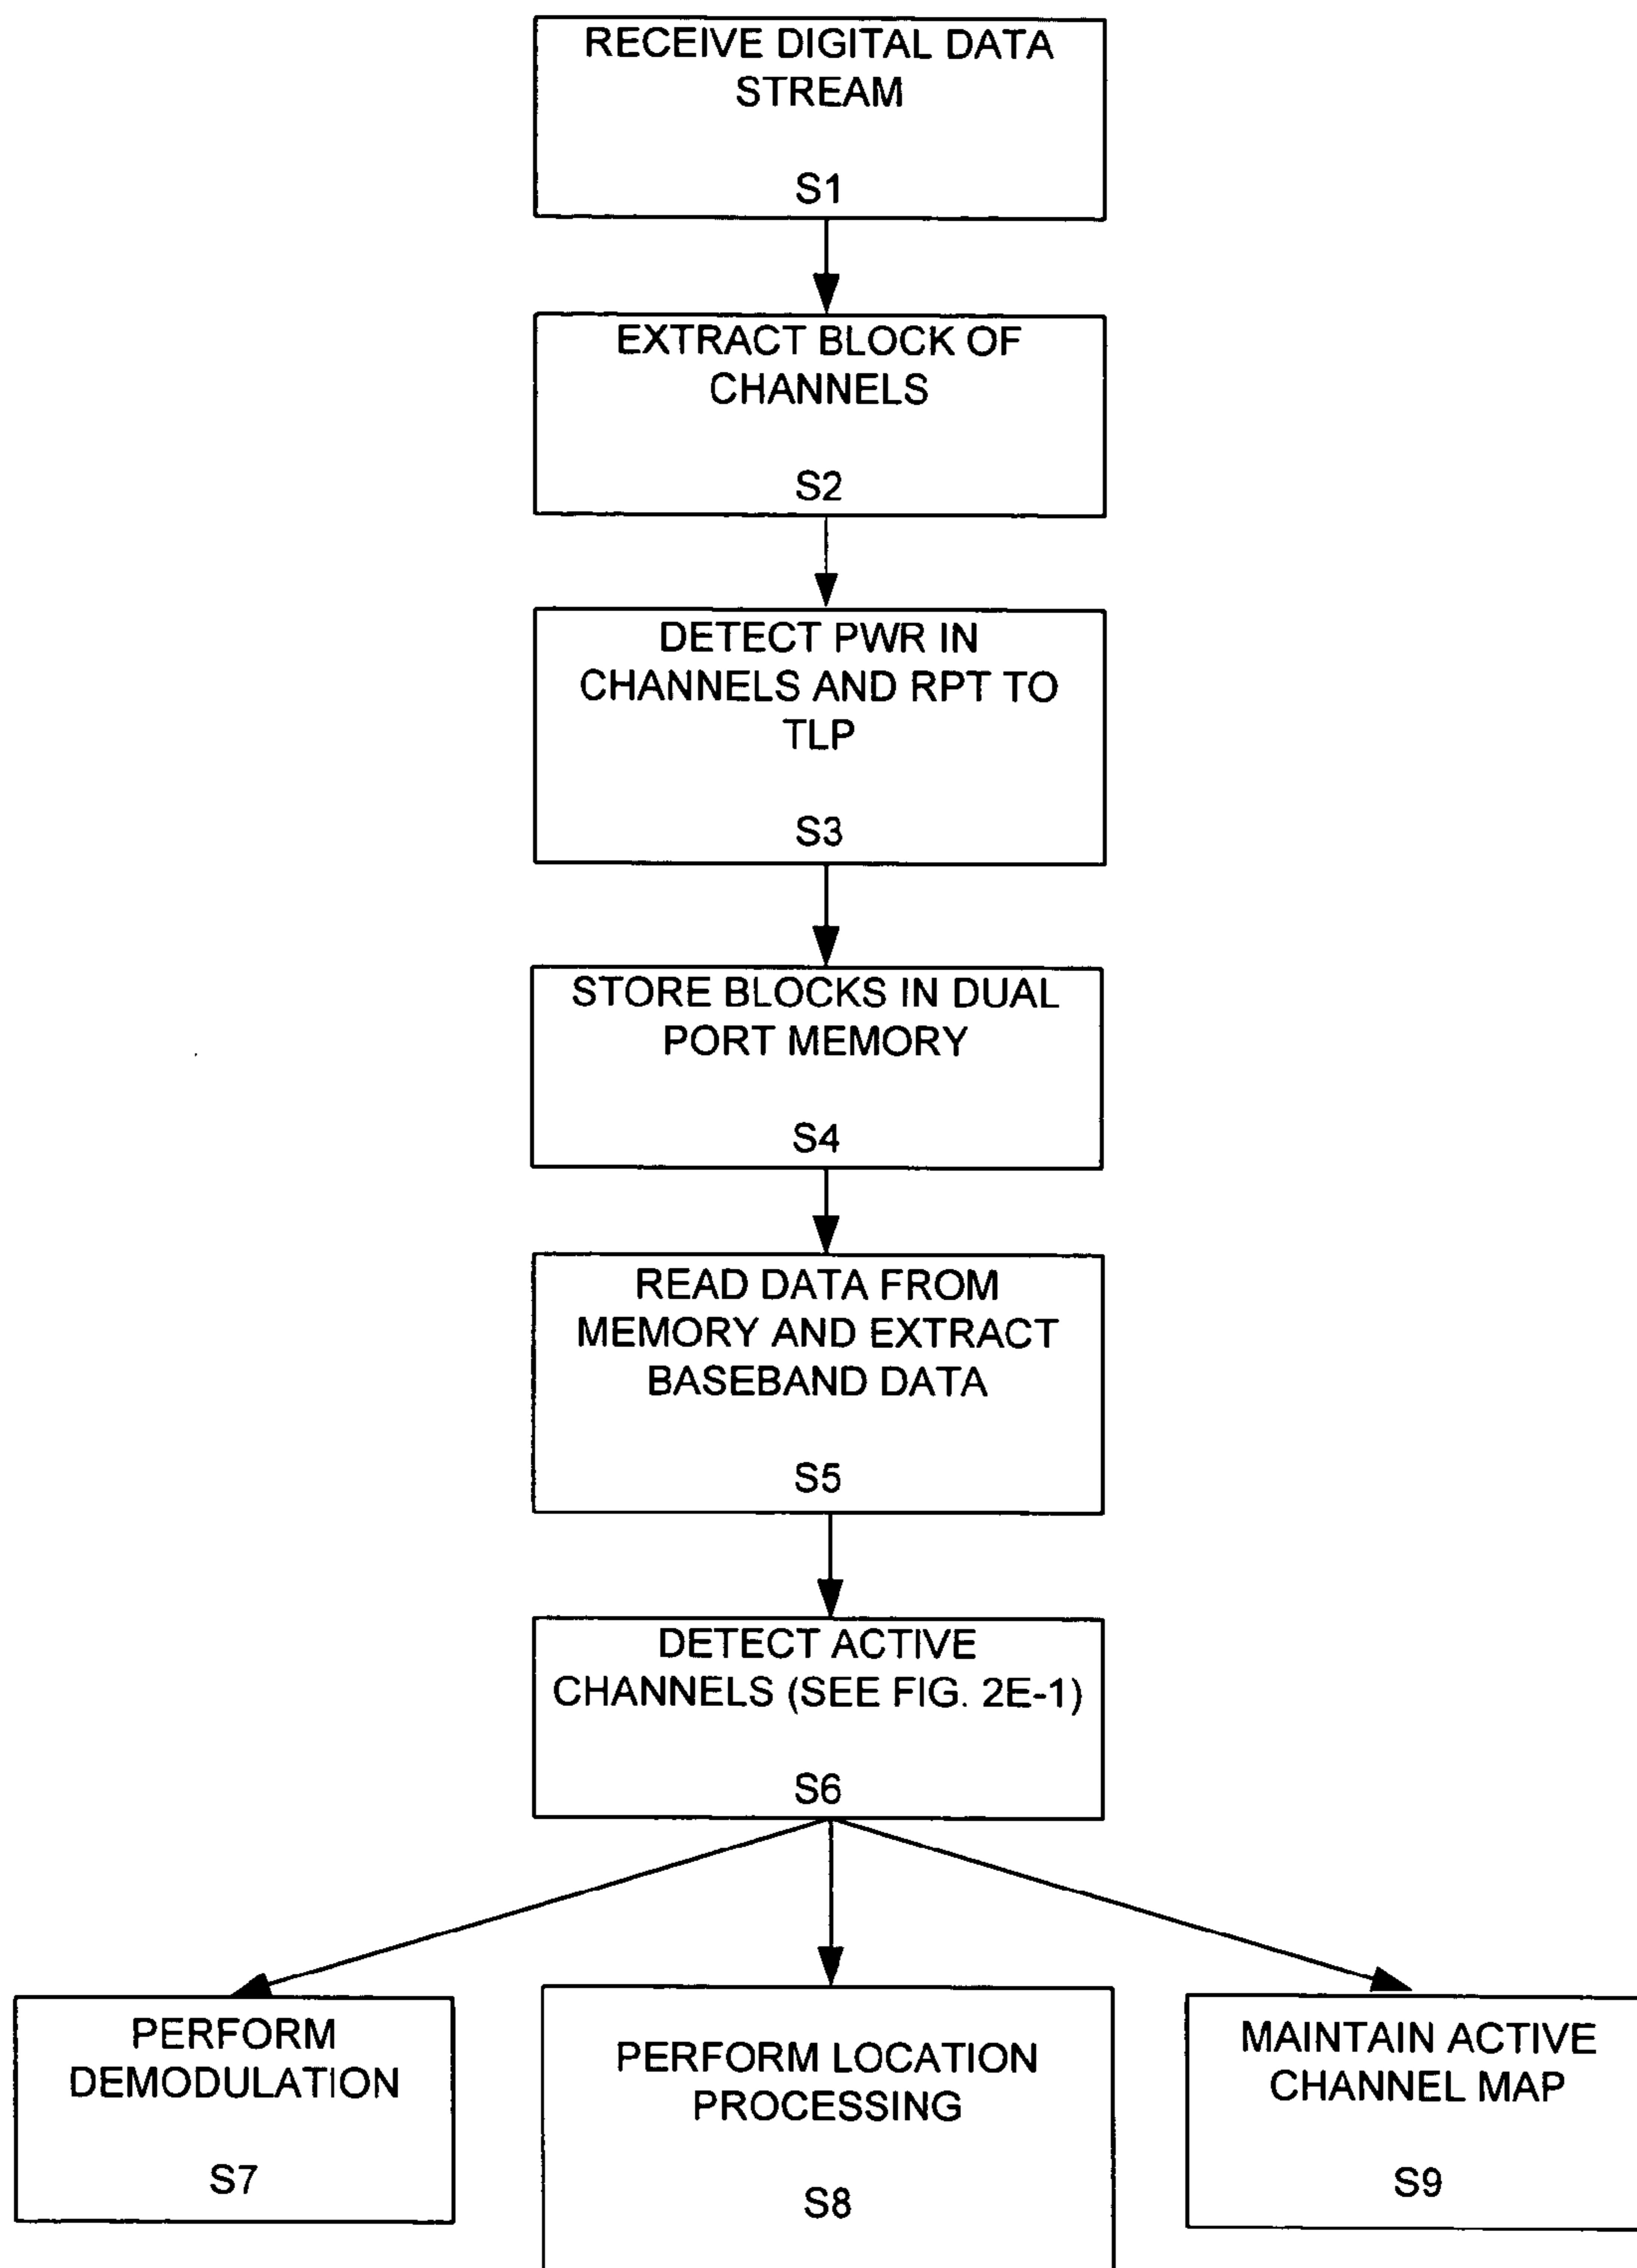 RECEIVE DIGITAL DATA
STREAM
S1
EXTRACT BLOCK OF
CHANNELS
S2
DETECT PWR IN
CHANNELS AND RPT TO
TLP
S3
STORE BLOCKS IN DUAL
PORT MEMORY
S4
READ DATA FROM
MEMORY AND EXTRACT
BASEBAND DATA
S5
DETECT ACTIVE
CHANNELS (SEE FIG. 2E-1)
S6
PERFORM
DEMODULATION
S7
PERFORM LOCATION
PROCESSING
S8
MAINTAIN ACTIVE
CHANNEL MAP
S9